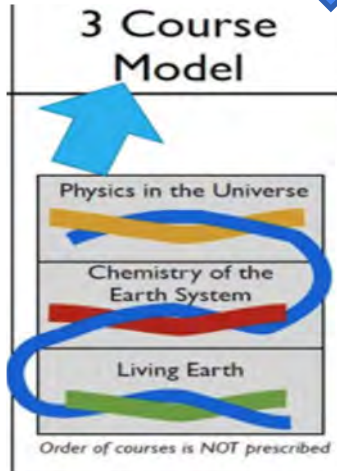 3 Course
Model
Physics in the Universe
Chemistry of the
Earth System
Living Earth
Order of courses is NOT prescribed